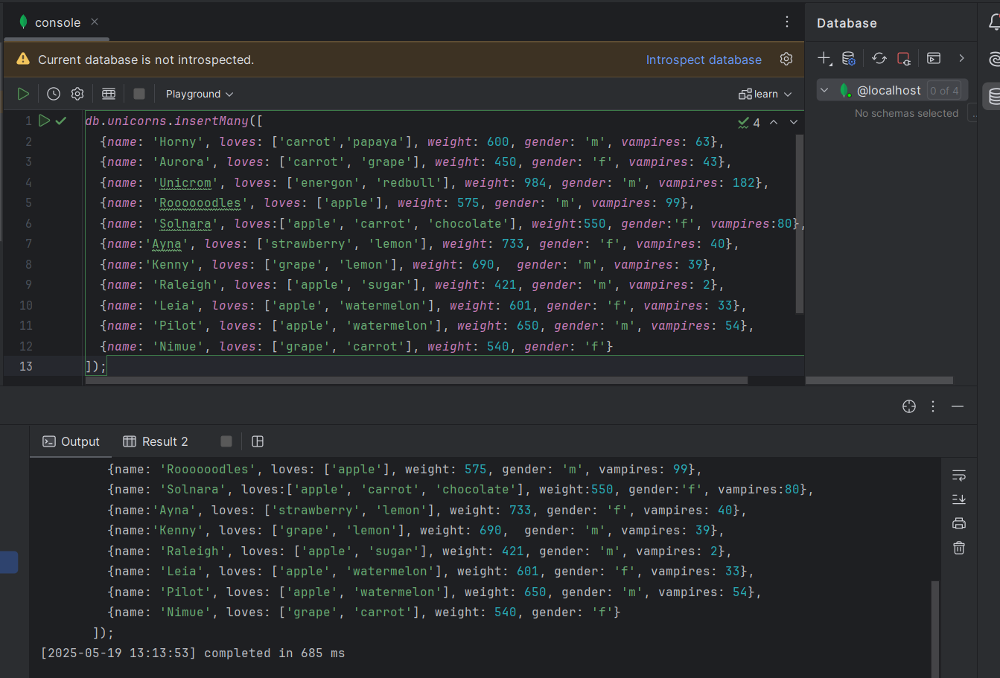 console
Database
Current database is not introspected.
Introspect database
@localhost
0 of 4
No schemas selected
Playground
learn
4
1 db.unicorns.insertMany([
2 {name: 'Horny', loves: ['carrot','papaya'], weight: 600, gender: 'm', vampires: 63},
3 {name: 'Aurora', loves: ['carrot', 'grape'], weight: 450, gender: 'f', vampires: 43},
4 {name: 'Unicrom', loves: ['energon', 'redbull'], weight: 984, gender: 'm', vampires: 182},
5 {name: 'Roooooodles', loves: ['apple'], weight: 575, gender: 'm', vampires: 99},
6 {name: 'Solnara', loves:['apple', 'carrot', 'chocolate'], weight:550, gender:'f', vampires:80},
7 {name:'Ayna', loves: ['strawberry', 'lemon'], weight: 733, gender: 'f', vampires: 40},
8 {name:'Kenny', loves: ['grape', 'lemon'], weight: 690,  gender: 'm', vampires: 39},
9 {name: 'Raleigh', loves: ['apple', 'sugar'], weight: 421, gender: 'm', vampires: 2},
10 {name: 'Leia', loves: ['apple', 'watermelon'], weight: 601, gender: 'f', vampires: 33},
11 {name: 'Pilot', loves: ['apple', 'watermelon'], weight: 650, gender: 'm', vampires: 54},
12 {name: 'Nimue', loves: ['grape', 'carrot'], weight: 540, gender: 'f'}
13 ]);
Output
Result 2
{name: 'Roooooodles', loves: ['apple'], weight: 575, gender: 'm', vampires: 99},
{name: 'Solnara', loves:['apple', 'carrot', 'chocolate'], weight:550, gender:'f', vampires:80},
{name:'Ayna', loves: ['strawberry', 'lemon'], weight: 733, gender: 'f', vampires: 40},
{name:'Kenny', loves: ['grape', 'lemon'], weight: 690,  gender: 'm', vampires: 39},
{name: 'Raleigh', loves: ['apple', 'sugar'], weight: 421, gender: 'm', vampires: 2},
{name: 'Leia', loves: ['apple', 'watermelon'], weight: 601, gender: 'f', vampires: 33},
{name: 'Pilot', loves: ['apple', 'watermelon'], weight: 650, gender: 'm', vampires: 54},
{name: 'Nimue', loves: ['grape', 'carrot'], weight: 540, gender: 'f'}
]);
[2025-05-19 13:13:53] completed in 685 ms